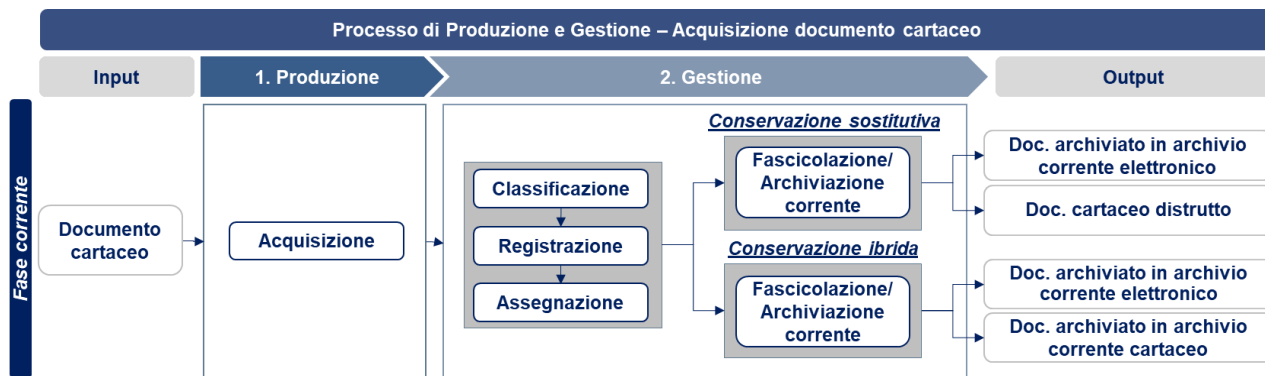 Processo di Produzione e Gestione – Acquisizione documento cartaceo
Input
1. Produzione
2. Gestione
Output
Fase corrente
Documento
cartaceo
Acquisizione
Classificazione
Registrazione
Assegnazione
Conservazione sostitutiva
Fascicolazione/
Archiviazione
corrente
Conservazione ibrida
Fascicolazione/
Archiviazione
corrente
Doc. archiviato in archivio
corrente elettronico
Doc. cartaceo distrutto
Doc. archiviato in archivio
corrente elettronico
Doc. archiviato in archivio
corrente cartaceo